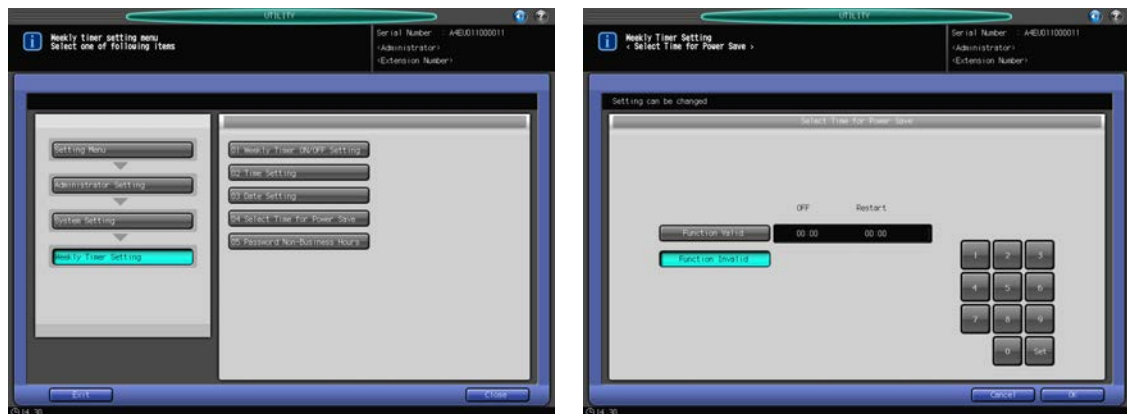 UTILITY
Weekly timer setting menu
Select one of following items
Serial Number : A4EU011000011
<Administrator>
<Extension Number>
Setting Menu
Administrator Setting
System Setting
Weekly Timer Setting
01 Weekly Timer ON/OFF Setting
02 Time Setting
03 Date Setting
04 Select Time for Power Save
05 Password Non-Business Hours
Exit
Close
14:30
UTILITY
Weekly Timer Setting
< Select Time for Power Save >
Serial Number : A4EU011000011
<Administrator>
<Extension Number>
Setting can be changed
Select Time for Power Save
OFF Restart
Function Valid 00:00 00:00
Function Invalid
1 2 3
4 5 6
7 8 9
0 Set
Cancel OK
14:30